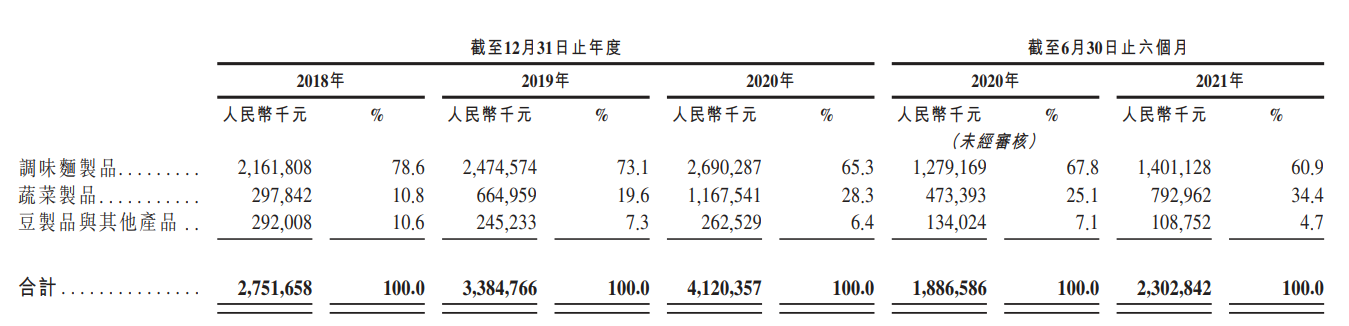 截至12月31日止年度 截至6月30日止六個月
2018年 2019年 2020年 2020年 2021年
人民幣千元 % 人民幣千元 % 人民幣千元 % 人民幣千元 % 人民幣千元 %
(未經審核)
調味麵製品......... 2,161,808 78.6 2,474,574 73.1 2,690,287 65.3 1,279,169 67.8 1,401,128 60.9
蔬菜製品........... 297,842 10.8 664,959 19.6 1,167,541 28.3 473,393 25.1 792,962 34.4
豆製品與其他產品 .. 292,008 10.6 245,233 7.3 262,529 6.4 134,024 7.1 108,752 4.7
合計............... 2,751,658 100.0 3,384,766 100.0 4,120,357 100.0 1,886,586 100.0 2,302,842 100.0